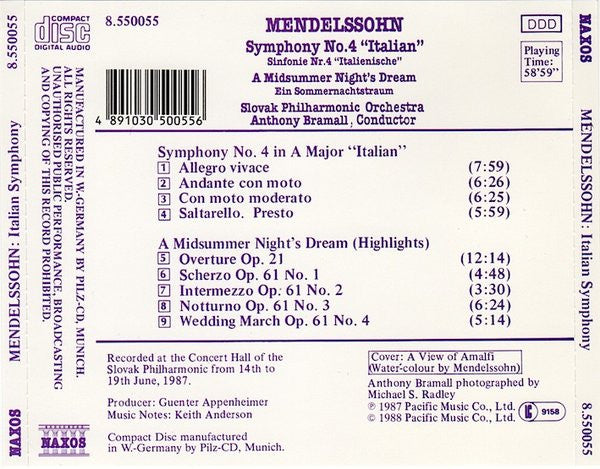 8.550055
COMPACT
disc
DIGITAL AUDIO
8.550055
MENDELSSOHN
Symphony No.4 "Italian"
Sinfonie Nr.4 "Italienische"
A Midsummer Night's Dream
Ein Sommernachtstraum
Slovak Philharmonic Orchestra
Anthony Bramall, Conductor
DDD
Playing
Time:
58'59"
4 891030 500556
MANUFACTURED IN W.-GERMANY BY PILZ-CD, MUNICH.
ALL RIGHTS RESERVED.
UNAUTHORISED PUBLIC PERFORMANCE, BROADCASTING
AND COPYING OF THIS RECORD PROHIBITED.
Symphony No. 4 in A Major "Italian"
1 Allegro vivace (7:59)
2 Andante con moto (6:26)
3 Con moto moderato (6:25)
4 Saltarello. Presto (5:59)
A Midsummer Night's Dream (Highlights)
5 Overture Op. 21 (12:14)
6 Scherzo Op. 61 No. 1 (4:48)
7 Intermezzo Op. 61 No. 2 (3:30)
8 Notturno Op. 61 No. 3 (6:24)
9 Wedding March Op. 61 No. 4 (5:14)
Recorded at the Concert Hall of the
Slovak Philharmonic from 14th to
19th June, 1987.
Producer: Guenter Appenheimer
Music Notes: Keith Anderson
Compact Disc manufactured
in W.-Germany by Pilz-CD, Munich.
Cover: A View of Amalfi
(Water-colour by Mendelssohn)
Anthony Bramall photographed by
Michael S. Radley
℗ 1987 Pacific Music Co., Ltd.
© 1988 Pacific Music Co., Ltd.
LC 9158
NAXOS
NAXOS
MENDELSSOHN: Italian Symphony
8.550055
NAXOS
MENDELSSOHN: Italian Symphony
8.550055